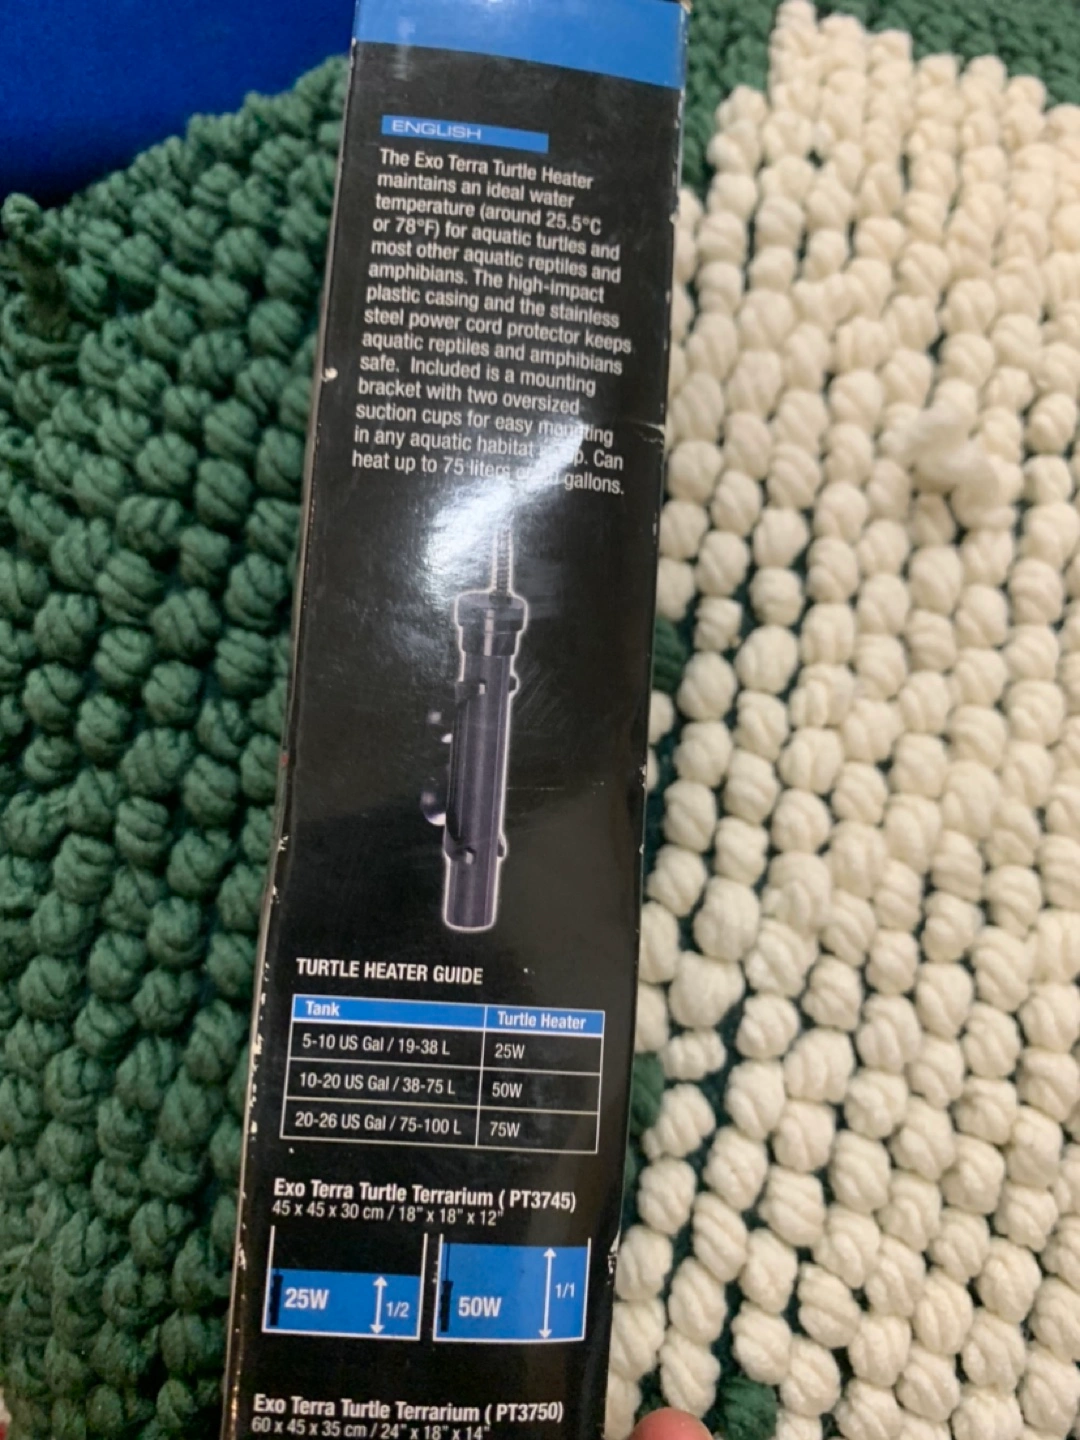 ENGLISH
The Exo Terra Turtle Heater
maintains an ideal water
temperature (around 25.5°C
or 78°F) for aquatic turtles and
most other aquatic reptiles and
amphibians. The high-impact
plastic casing and the stainless
steel power cord protector keeps
aquatic reptiles and amphibians
safe. Included is a mounting
bracket with two oversized
suction cups for easy mounting
in any aquatic habitat Can
heat up to 75 liters gallons.
TURTLE HEATER GUIDE
Tank Turtle Heater
5-10 US Gal / 19-38 L 25W
10-20 US Gal / 38-75 L 50W
20-26 US Gal / 75-100 L 75W
Exo Terra Turtle Terrarium ( PT3745)
45 x 45 x 30 cm / 18" x 18" x 12"
25W 1/2 50W 1/1
Exo Terra Turtle Terrarium ( PT3750)
60 x 45 x 35 cm / 24" x 18" x 14"